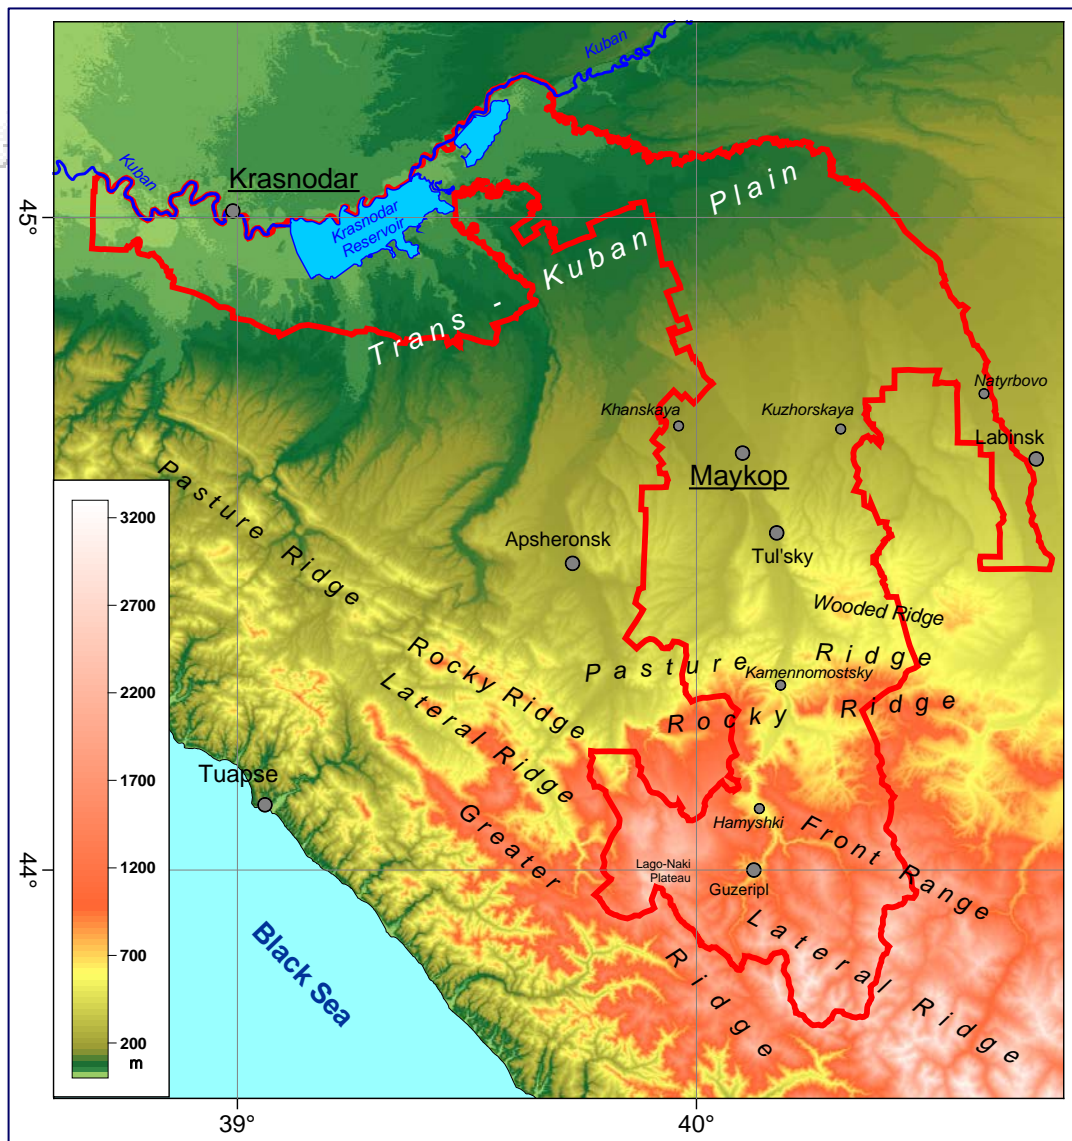 Kuban
Kuban
Krasnodar
45°
Krasnodar
Reservoir
Trans - Kuban Plain
Natyrbovo
Khanskaya
Kuzhorskaya
Labinsk
Maykop
Pasture Ridge
3200
2700
2200
1700
1200
700
200
m
Apsheronsk
Tul'sky
Wooded Ridge
Rocky Ridge
Pasture Ridge
Kamennomostsky
Lateral Ridge
Rocky Ridge
Tuapse
Greater Ridge
Hamyshki
Front Range
44°
Lago-Naki
Plateau
Guzeripl
Lateral Ridge
Black Sea
39°
40°